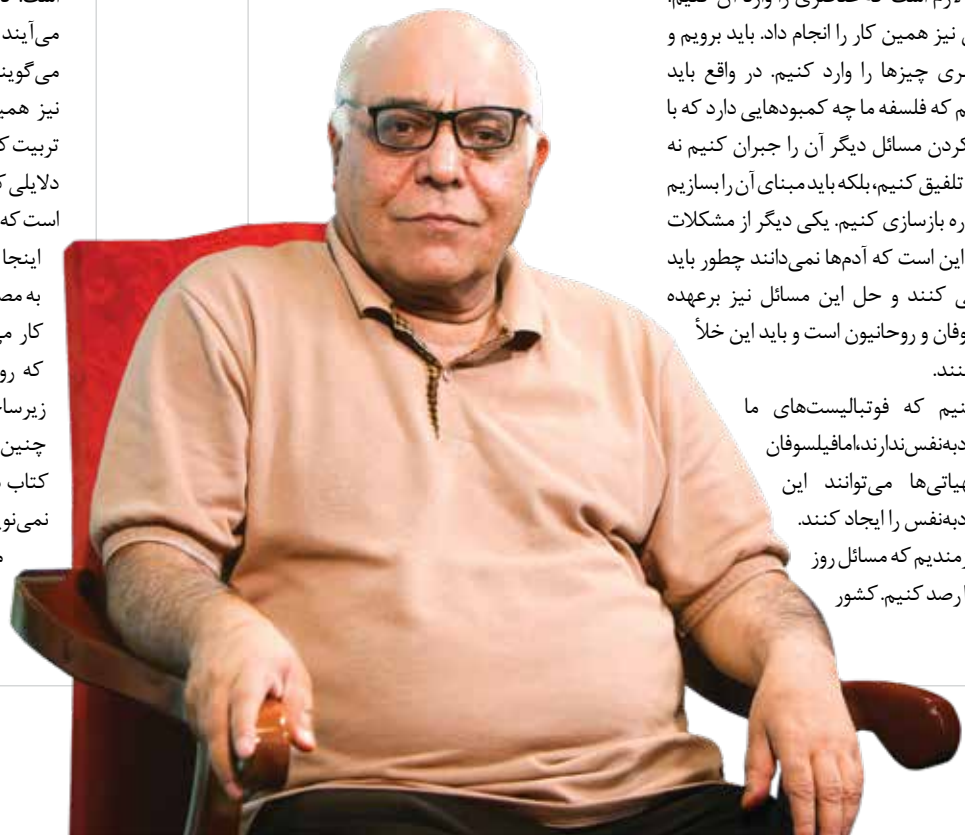 لازم است که عنصری را وارد آن کنیم.
نیز همین کار را انجام داد. باید برویم و
ری چیزها را وارد کنیم. در واقع باید
م که فلسفه ما چه کمبودهایی دارد که با
کردن مسائل دیگر آن را جبران کنیم نه
تلفیق کنیم،بلکه باید مبنای آن را بسازیم
ره بازسازی کنیم. یکی دیگر از مشکلات
این است که آدم‌ها نمی‌دانند چطور باید
ی کنند و حل این مسائل نیز برعهده
وفان و روحانیون است و باید این خلأ
نند.
نیم که فوتبالیست‌های ما
دبه‌نفس ندارند،اما فیلسوفان
هیاتی‌ها می‌توانند این
دبه‌نفس را ایجاد کنند.
زمندیم که مسائل روز
ا رصد کنیم. کشور
می‌آیند
می‌گویند
نیز همی
تربیت ک
دلایلی ک
است که
اینجا
به مص
کار می
که رو
زیرسا
چنین
کتاب
نمی‌نو